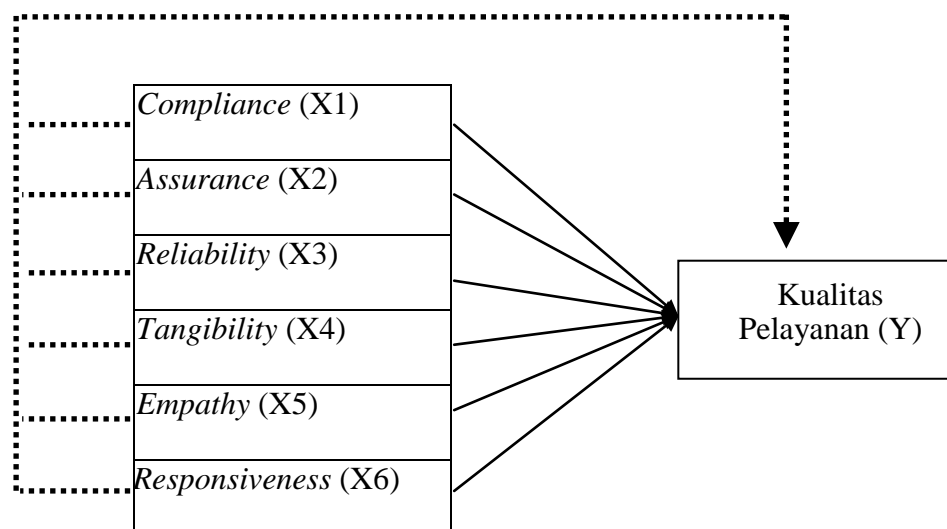 Compliance (X1)
Assurance (X2)
Reliability (X3)
Tangibility (X4)
Empathy (X5)
Responsiveness (X6)
Kualitas
Pelayanan (Y)